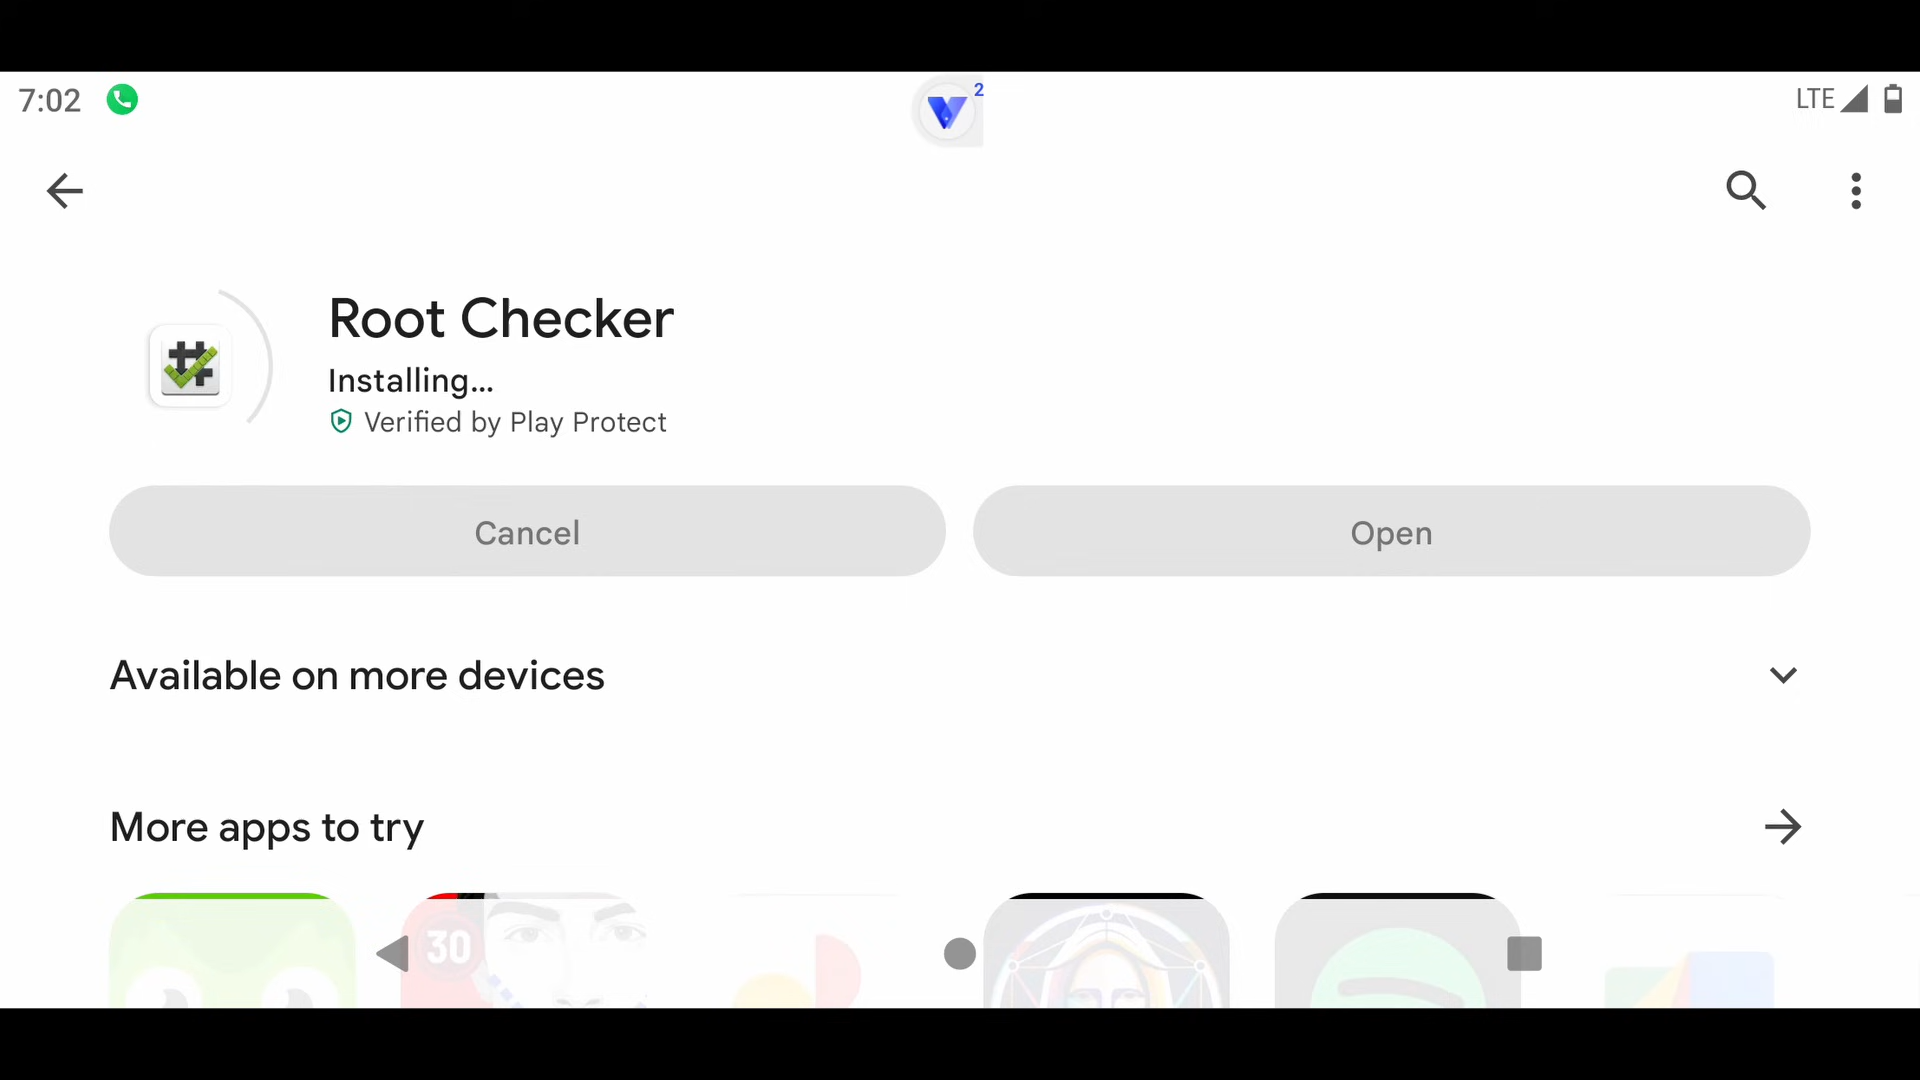 7:02
2
LTE
Root Checker
Installing...
Verified by Play Protect
Cancel
Open
Available on more devices
More apps to try
30